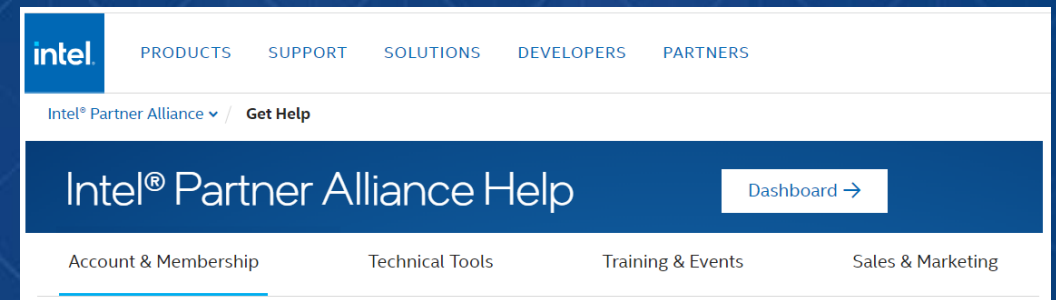 intel. PRODUCTS SUPPORT SOLUTIONS DEVELOPERS PARTNERS
Intel® Partner Alliance / Get Help
Intel® Partner Alliance Help Dashboard →
Account & Membership Technical Tools Training & Events Sales & Marketing